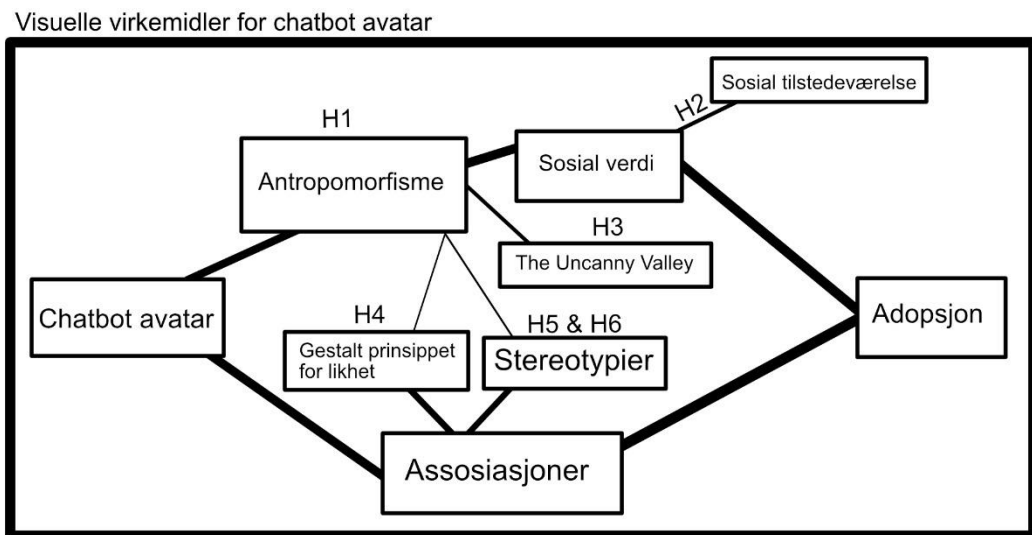 Visuelle virkemidler for chatbot avatar
Sosial tilstedeværelse
H2
H1
Antropomorfisme
Sosial verdi
H3
The Uncanny Valley
Chatbot avatar
Adopsjon
H4
Gestalt prinsippet
for likhet
H5 & H6
Stereotypier
Assosiasjoner